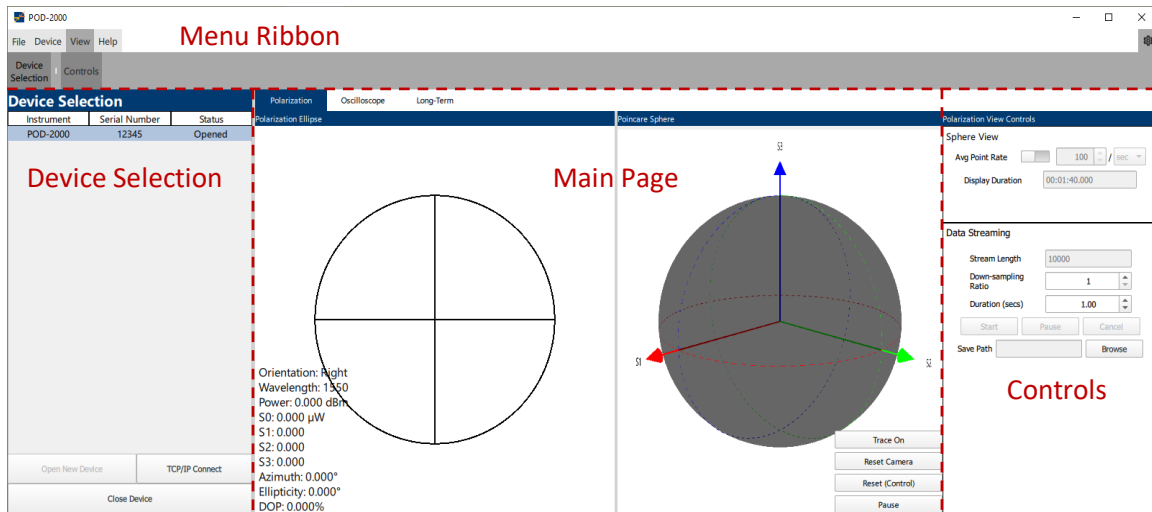 POD-2000
File Device View Help
Menu Ribbon
Device Selection
Controls
Device Selection
Instrument Serial Number Status
POD-2000 12345 Opened
Device Selection
Open New Device
TCP/IP Connect
Close Device
Polarization Oscilloscope Long-Term
Polarization Ellipse
Orientation: Right
Wavelength: 1550
Power: 0.000 dBm
S0: 0.000 µW
S1: 0.000
S2: 0.000
S3: 0.000
Azimuth: 0.000°
Ellipticity: 0.000°
DOP: 0.000%
Main Page
Poincare Sphere
S3
S1
S2
Trace On
Reset Camera
Reset (Control)
Pause
Polarization View Controls
Sphere View
Avg Point Rate 100 / sec
Display Duration 00:01:40.000
Data Streaming
Stream Length 10000
Down-sampling
Ratio 1
Duration (secs) 1.00
Start Pause Cancel
Save Path Browse
Controls